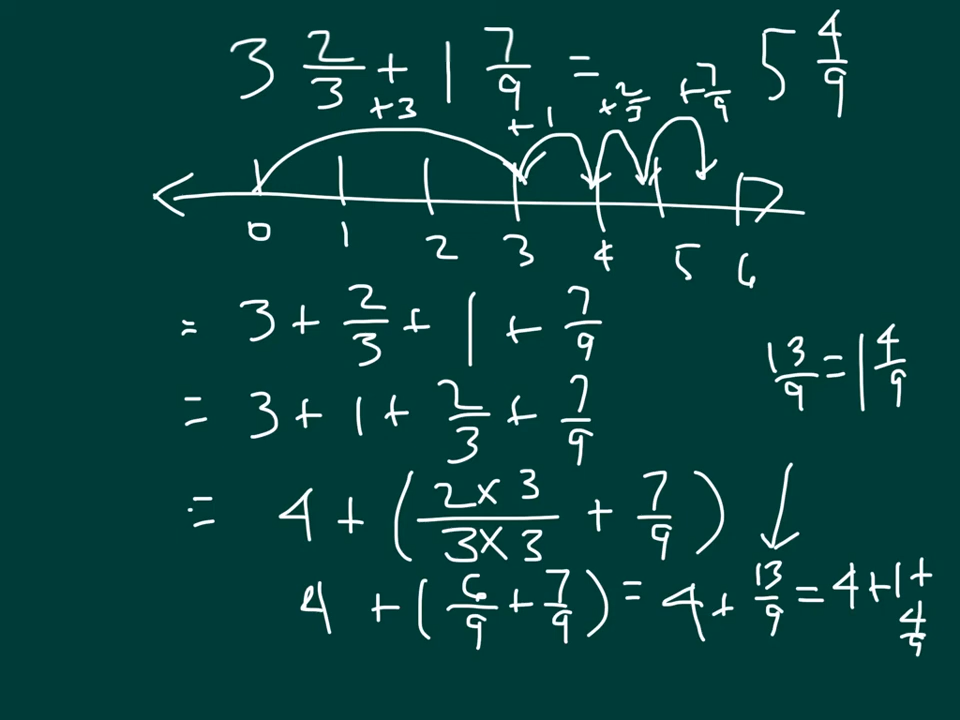 3 2/3 + 1 7/9 = 5 4/9
+3 +1 +2/3 +7/9
0 1 2 3 4 5 6
= 3 + 2/3 + 1 + 7/9
13/9 = 1 4/9
= 3 + 1 + 2/3 + 7/9
= 4 + (2×3/3×3 + 7/9)
4 + (6/9 + 7/9) = 4 + 13/9 = 4 + 1 + 4/9